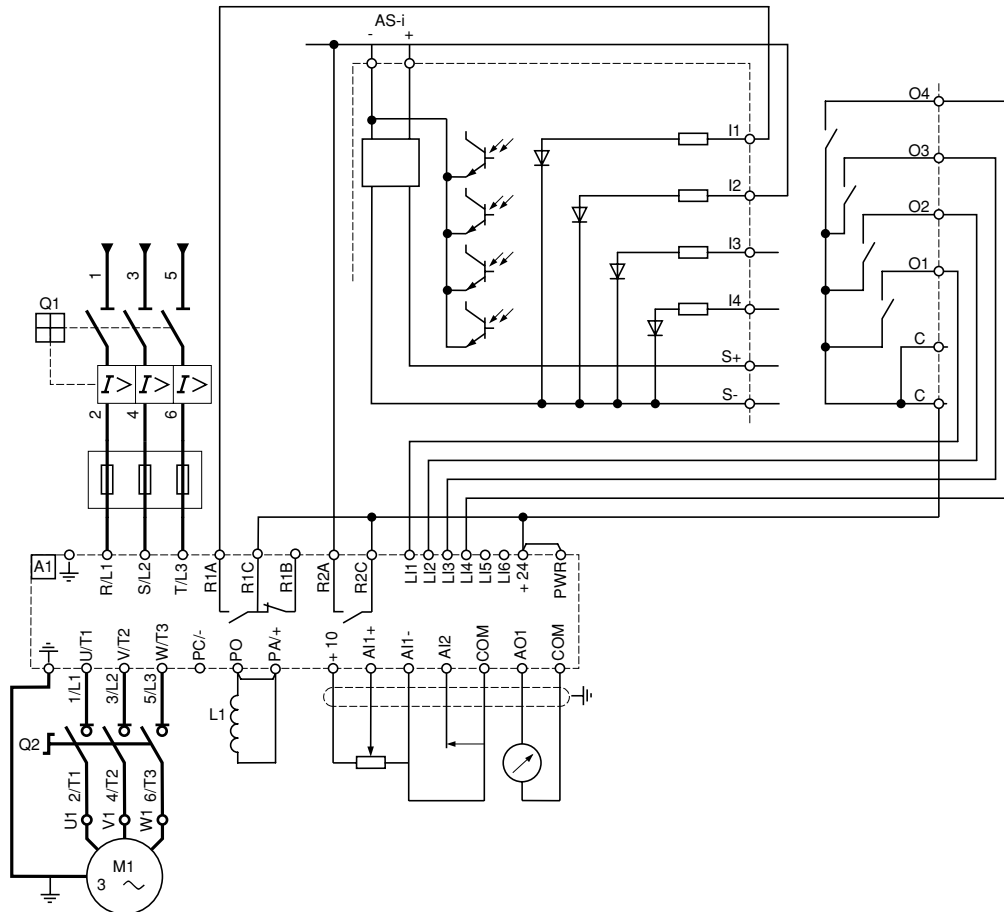 AS-i
- +
I1
I2
I3
I4
S+
S-
O4
O3
O2
O1
C
C
1 3 5
Q1
I> I> I>
2 4 6
A1
R/L1 S/L2 T/L3 R1A R1C R1B R2A R2C LI1 LI2 LI3 LI4 LI5 LI6 + 24 PWR
U/T1 V/T2 W/T3 PC/- PO PA/+ + 10 AI1+ AI1- AI2 COM AO1 COM
1/L1 3/L2 5/L3
L1
Q2
2/T1 4/T2 6/T3
U1 V1 W1
M1
3